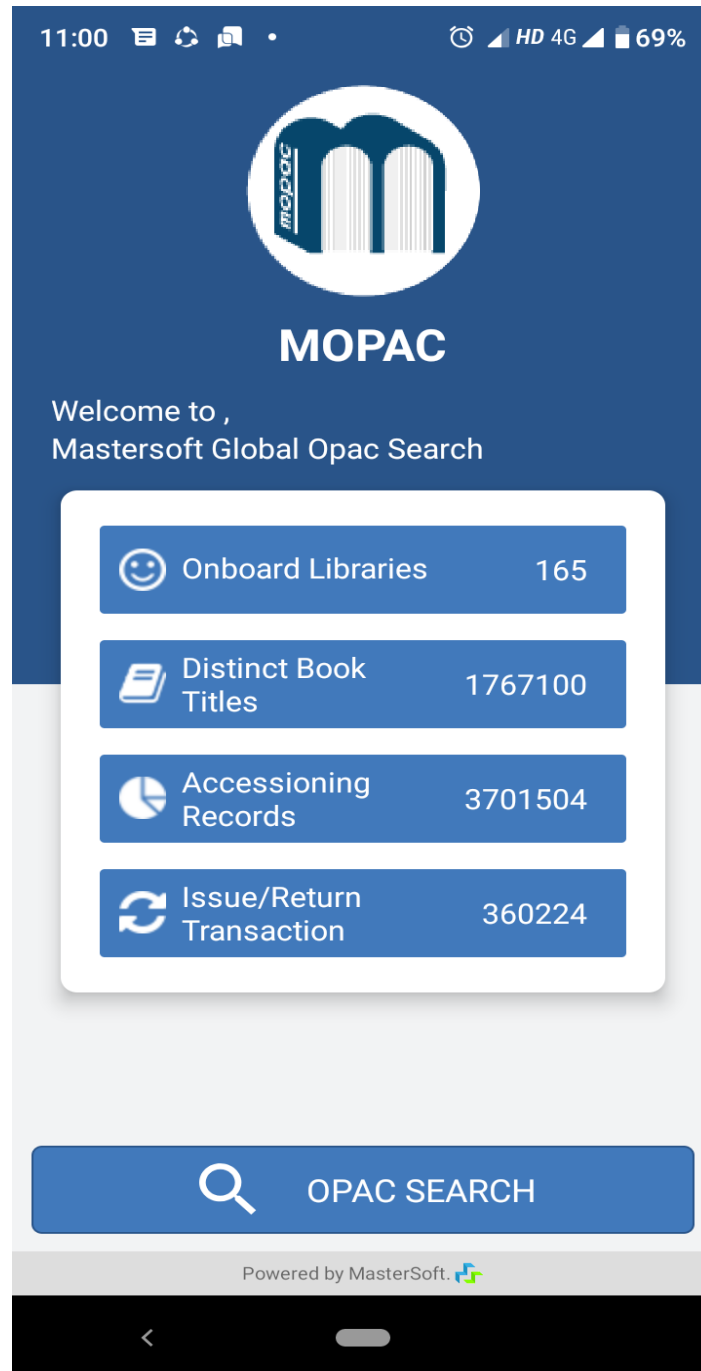 11:00 HD 4G 69%
mopac
MOPAC
Welcome to ,
Mastersoft Global Opac Search
Onboard Libraries 165
Distinct Book
Titles 1767100
Accessioning
Records 3701504
Issue/Return
Transaction 360224
OPAC SEARCH
Powered by MasterSoft.